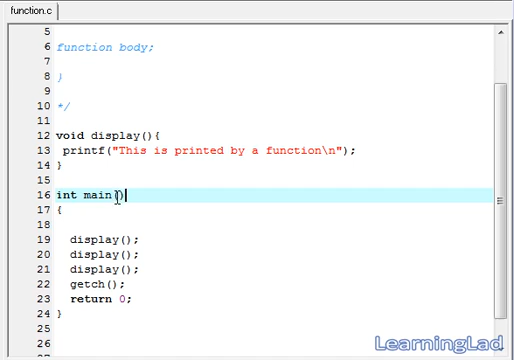 function.c
5
6 function body;
7
8 }
9
10 */
11
12 void display(){
13 printf("This is printed by a function\n");
14 }
15
16 int main()
17 {
18
19 display();
20 display();
21 display();
22 getch();
23 return 0;
24 }
25
26
LearningLad